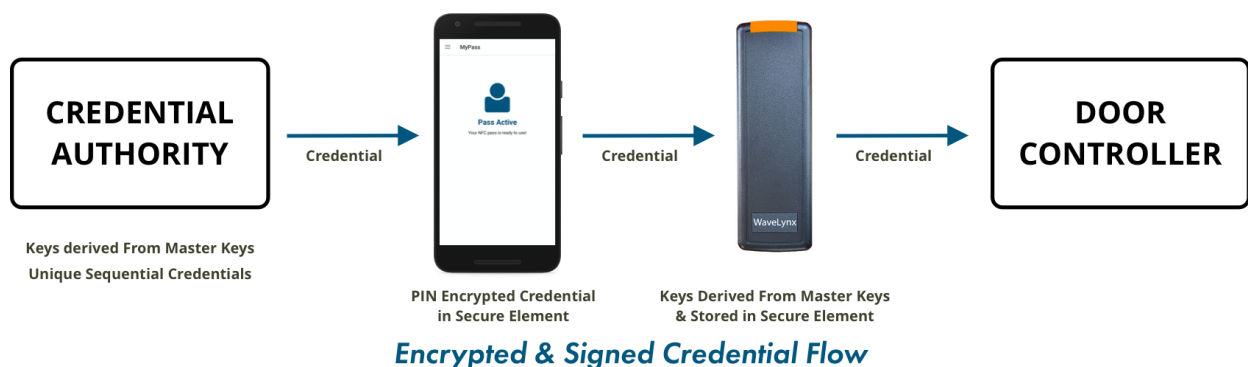 CREDENTIAL
AUTHORITY
Keys derived From Master Keys
Unique Sequential Credentials
Credential
MyPass
Pass Active
Your NFC pass is ready to use!
PIN Encrypted Credential
in Secure Element
Credential
WaveLynx
Keys Derived From Master Keys
& Stored in Secure Element
Credential
DOOR
CONTROLLER
Encrypted & Signed Credential Flow